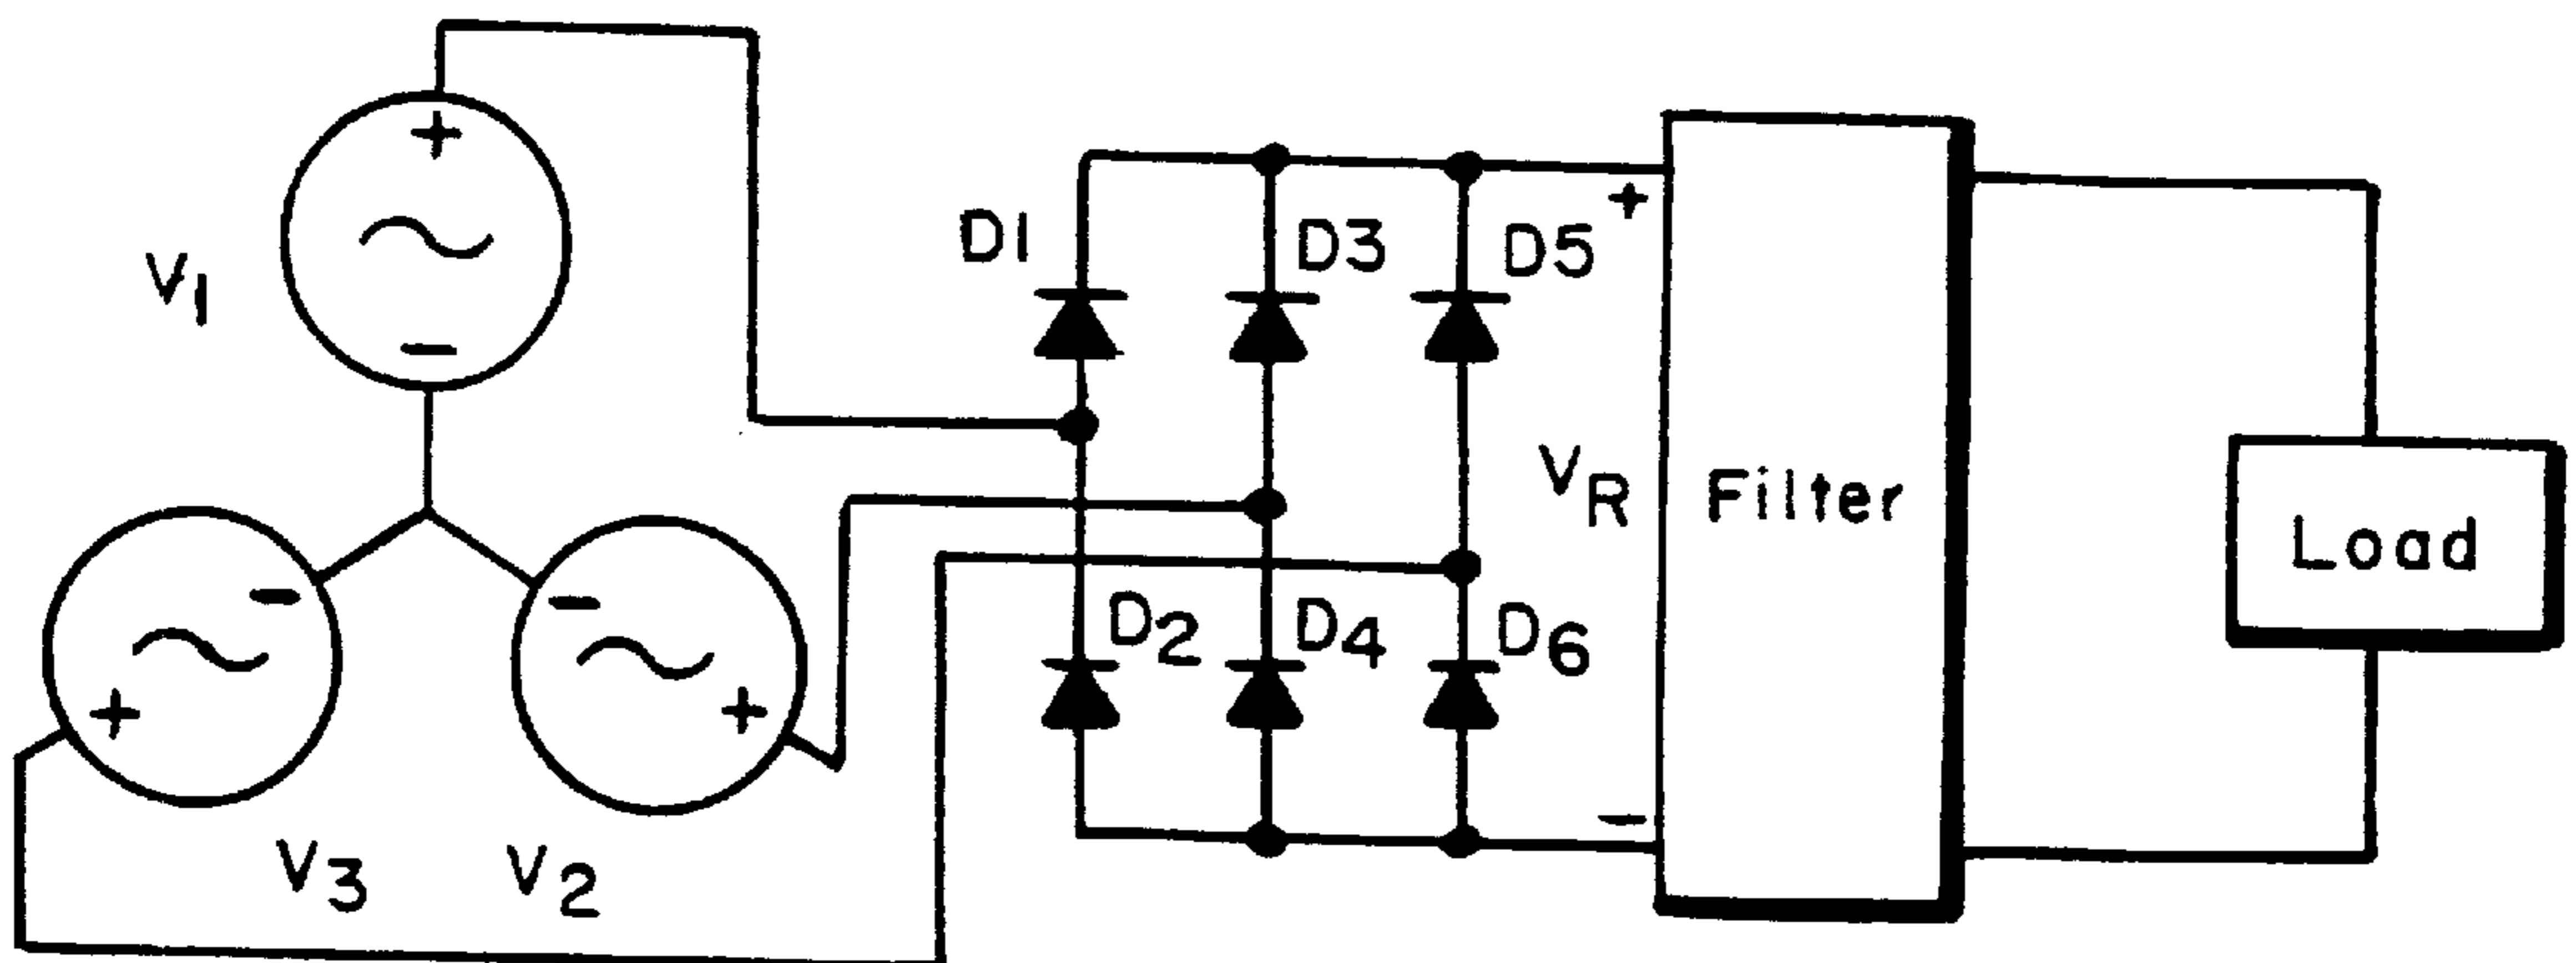 V1
+
−
D1
D3
D5
+
VR
Filter
Load
−
+
−
+
D2
D4
D6
V3
V2
−